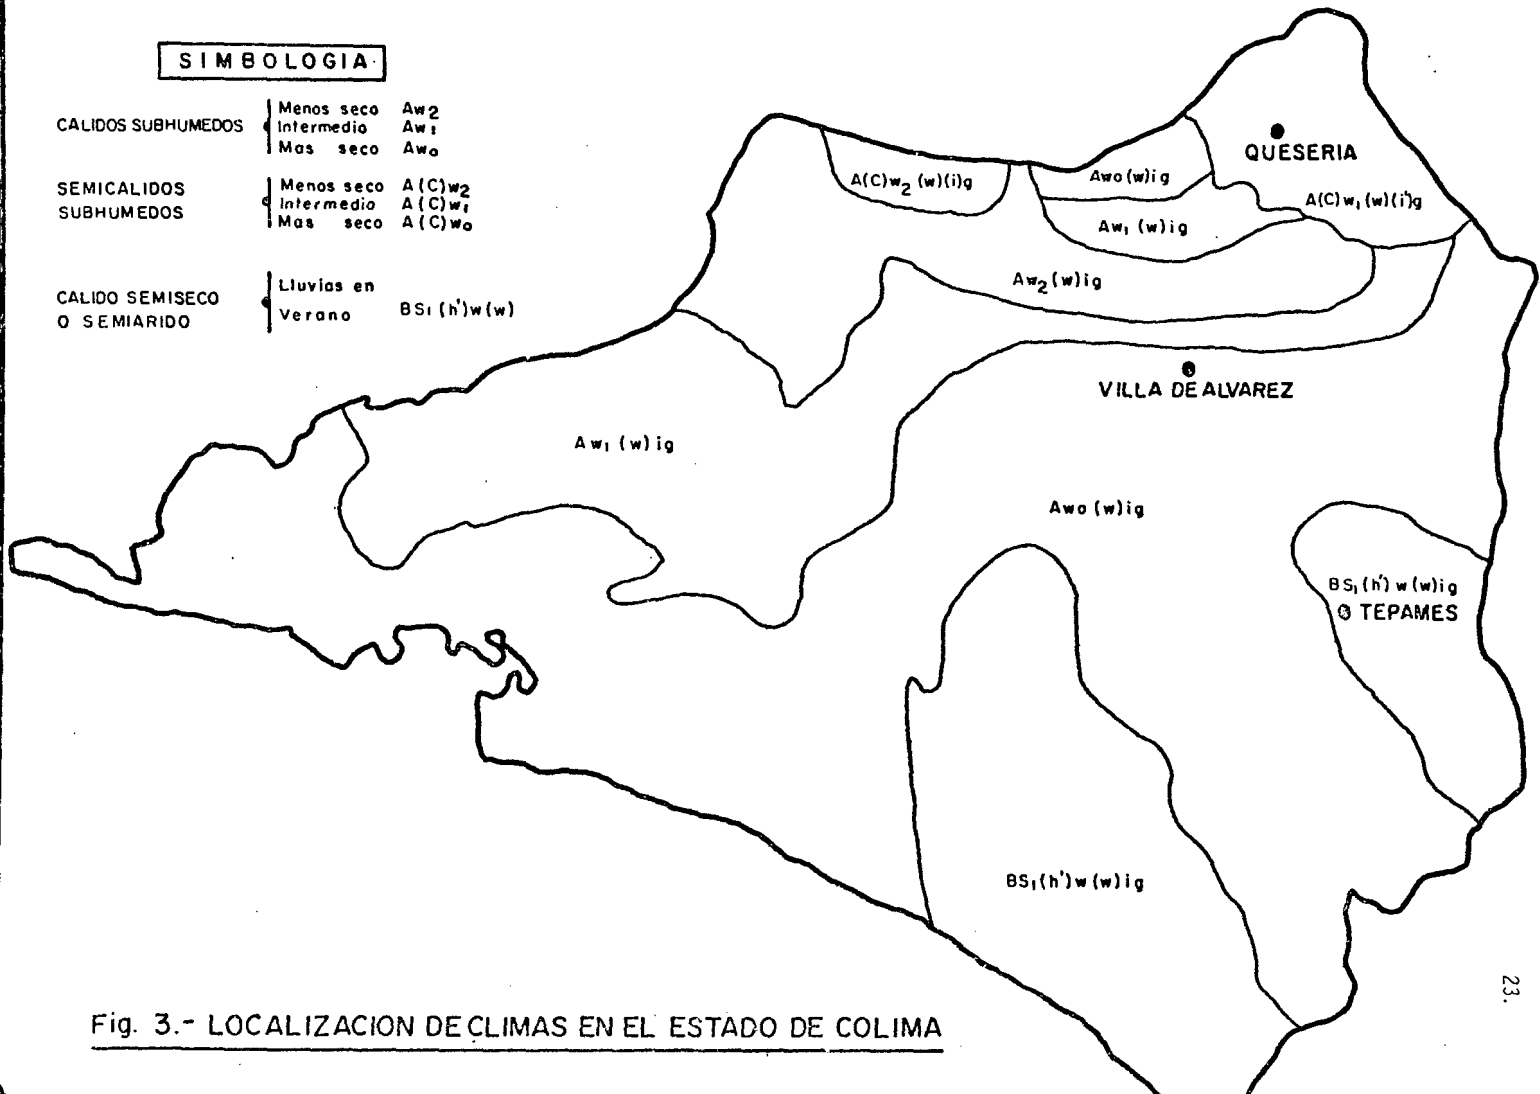 SIMBOLOGIA
CALIDOS SUBHUMEDOS
Menos seco Aw2
Intermedio Aw1
Mas seco Awo
SEMICALIDOS
SUBHUMEDOS
Menos seco A(C)w2
Intermedio A(C)w1
Mas seco A(C)wo
CALIDO SEMISECO
O SEMIARIDO
Lluvias en
Verano BS1(h')w(w)
QUESERIA
A(C)w2(w)(i)g
Awo(w)ig
A(C)w1(w)(i')g
Aw1(w)ig
Aw2(w)ig
VILLA DE ALVAREZ
Aw1(w)ig
Awo(w)ig
BS1(h')w(w)ig
TEPAMES
BS1(h')w(w)ig
23.
Fig. 3.- LOCALIZACION DE CLIMAS EN EL ESTADO DE COLIMA